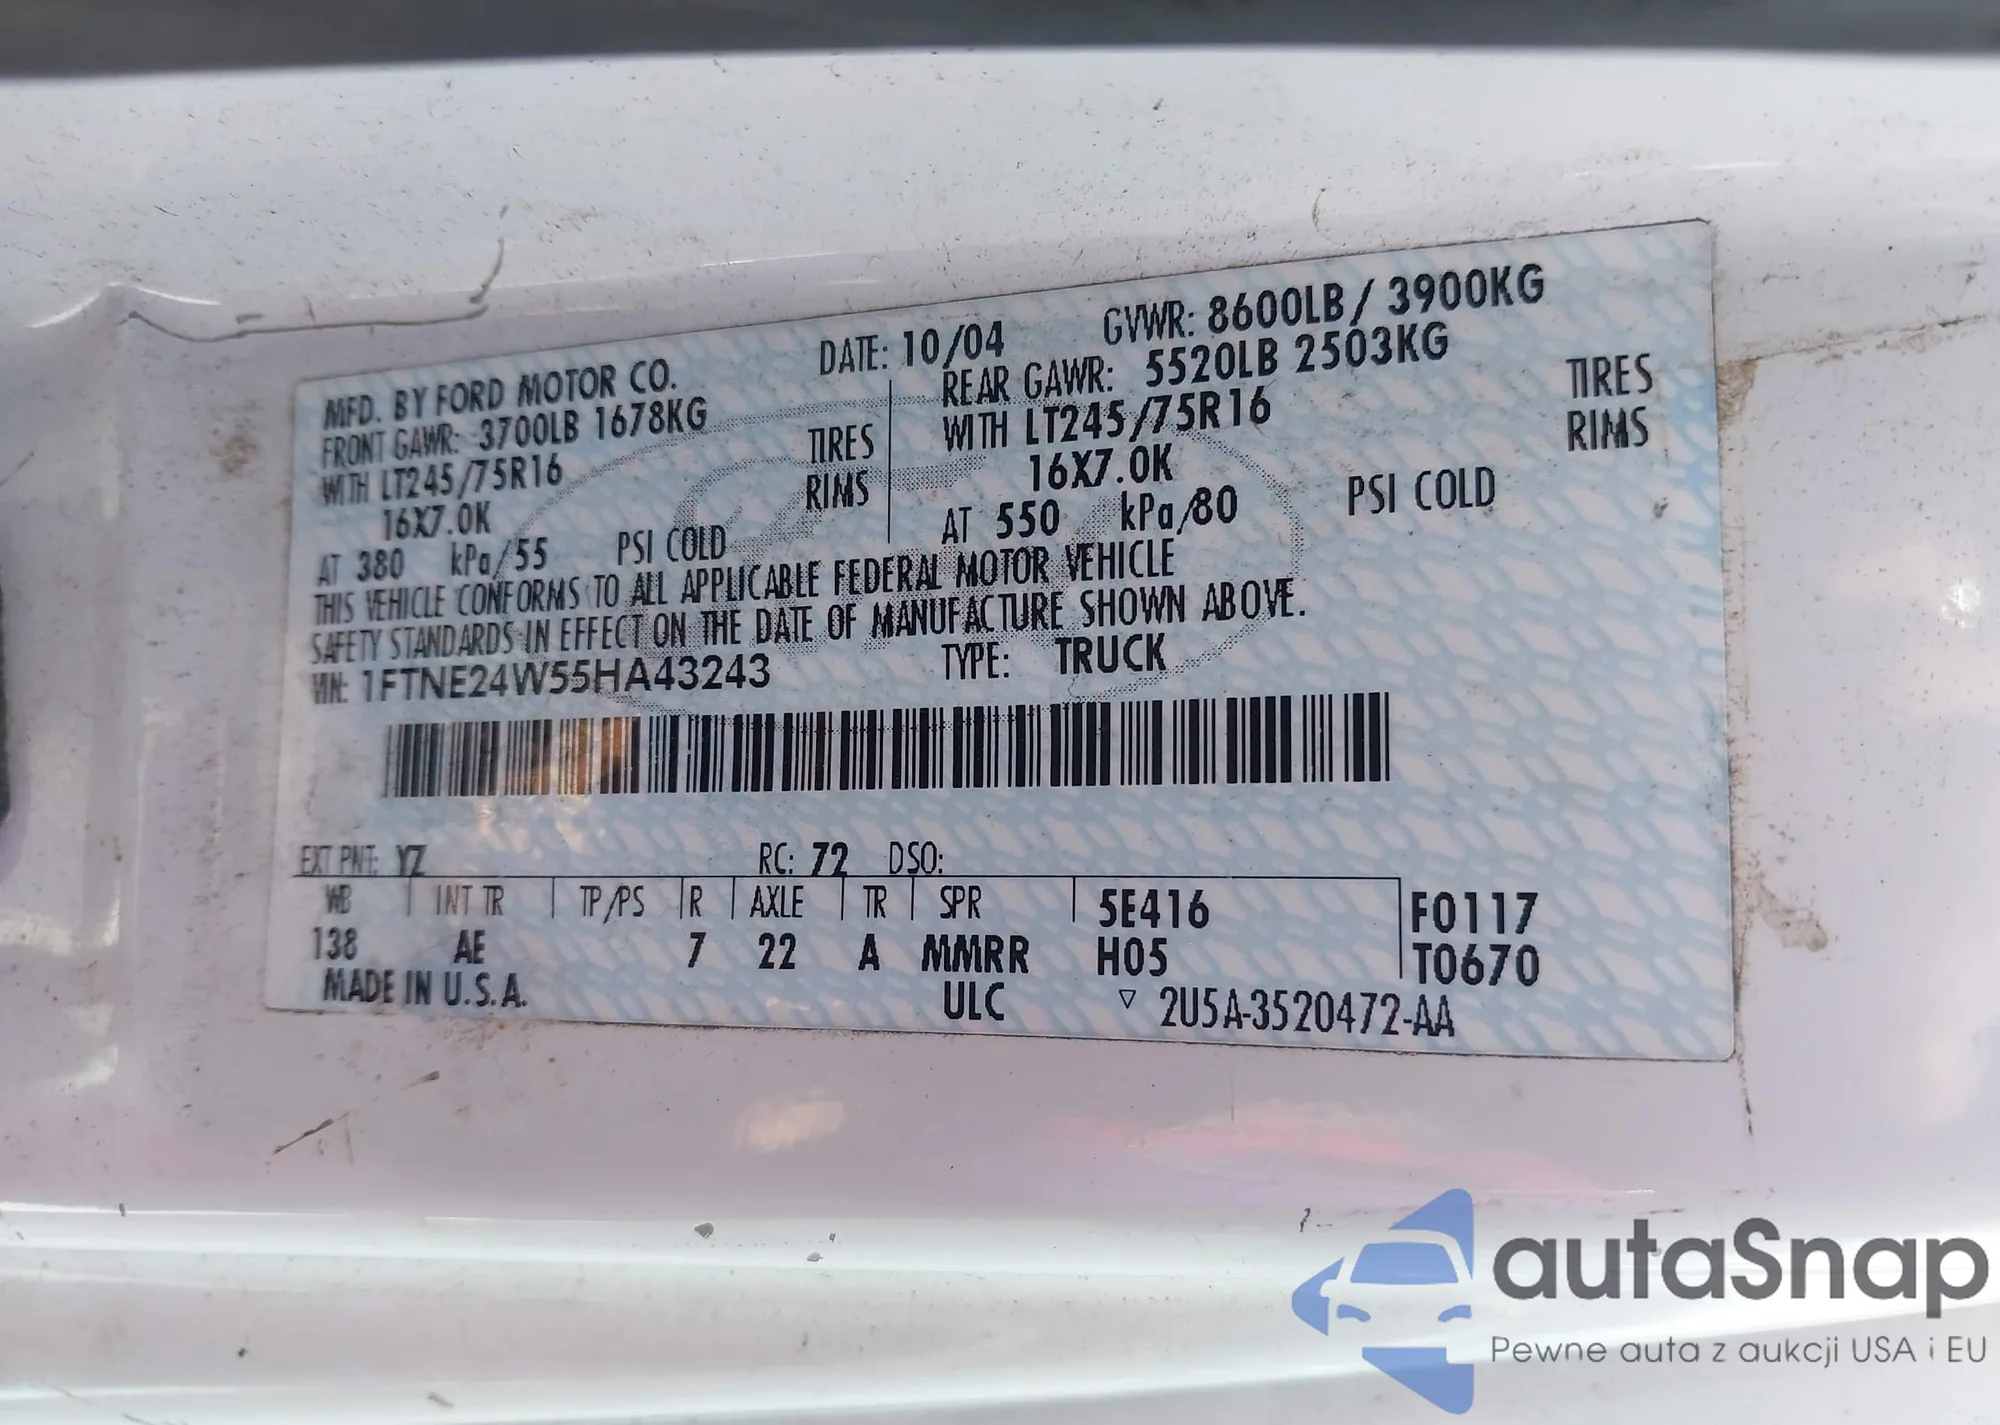 MFD. BY FORD MOTOR CO. DATE: 10/04 GVWR: 8600LB / 3900KG
FRONT GAWR: 3700LB 1678KG REAR GAWR: 5520LB 2503KG
WITH LT245/75R16 TIRES WITH LT245/75R16 TIRES
16X7.0K RIMS 16X7.0K RIMS
AT 380 kPa/55 PSI COLD AT 550 kPa/80 PSI COLD
THIS VEHICLE CONFORMS TO ALL APPLICABLE FEDERAL MOTOR VEHICLE
SAFETY STANDARDS IN EFFECT ON THE DATE OF MANUFACTURE SHOWN ABOVE.
VIN: 1FTNE24W55HA43243 TYPE: TRUCK
EXT PNT: YZ RC: 72 DSO:
WB INT TR TP/PS R AXLE TR SPR 5E416 F0117
138 AE 7 22 A MMRR H05 T0670
MADE IN U.S.A. ULC ▽ 2U5A-3520472-AA
autaSnap
Pewne auta z aukcji USA i EU